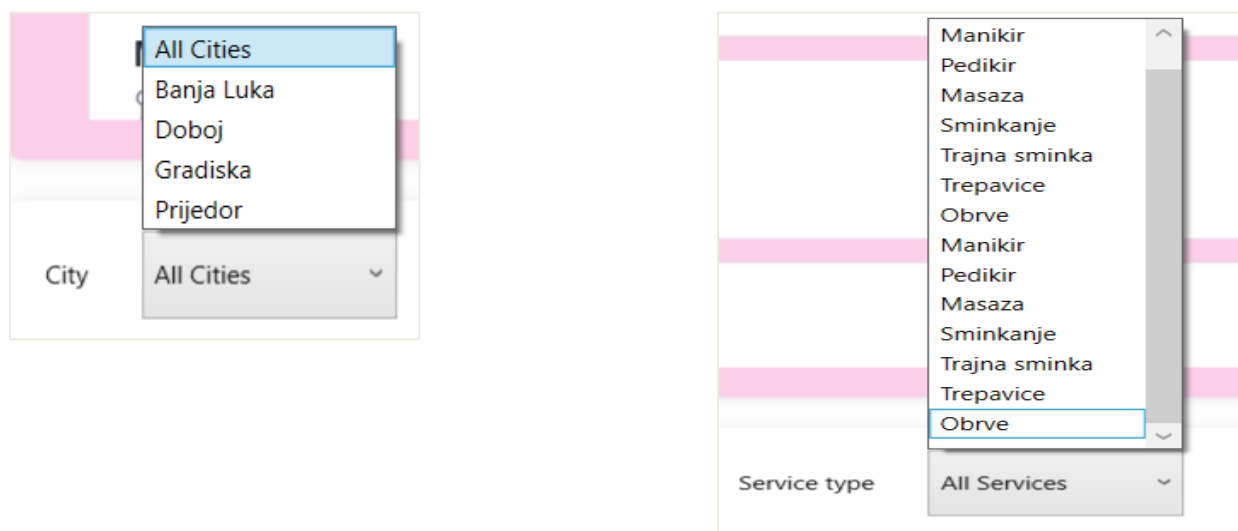 All Cities
Banja Luka
Doboj
Gradiska
Prijedor
City
All Cities
Manikir
Pedikir
Masaza
Sminkanje
Trajna sminka
Trepavice
Obrve
Manikir
Pedikir
Masaza
Sminkanje
Trajna sminka
Trepavice
Obrve
Service type
All Services